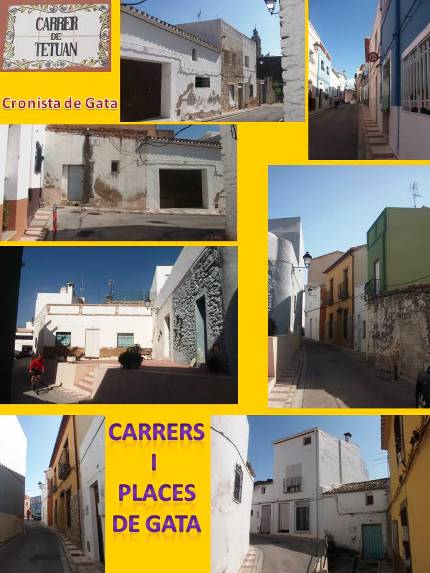 CARRER
DE
TETUAN
Cronista de Gata
CARRERS
I
PLACES
DE GATA